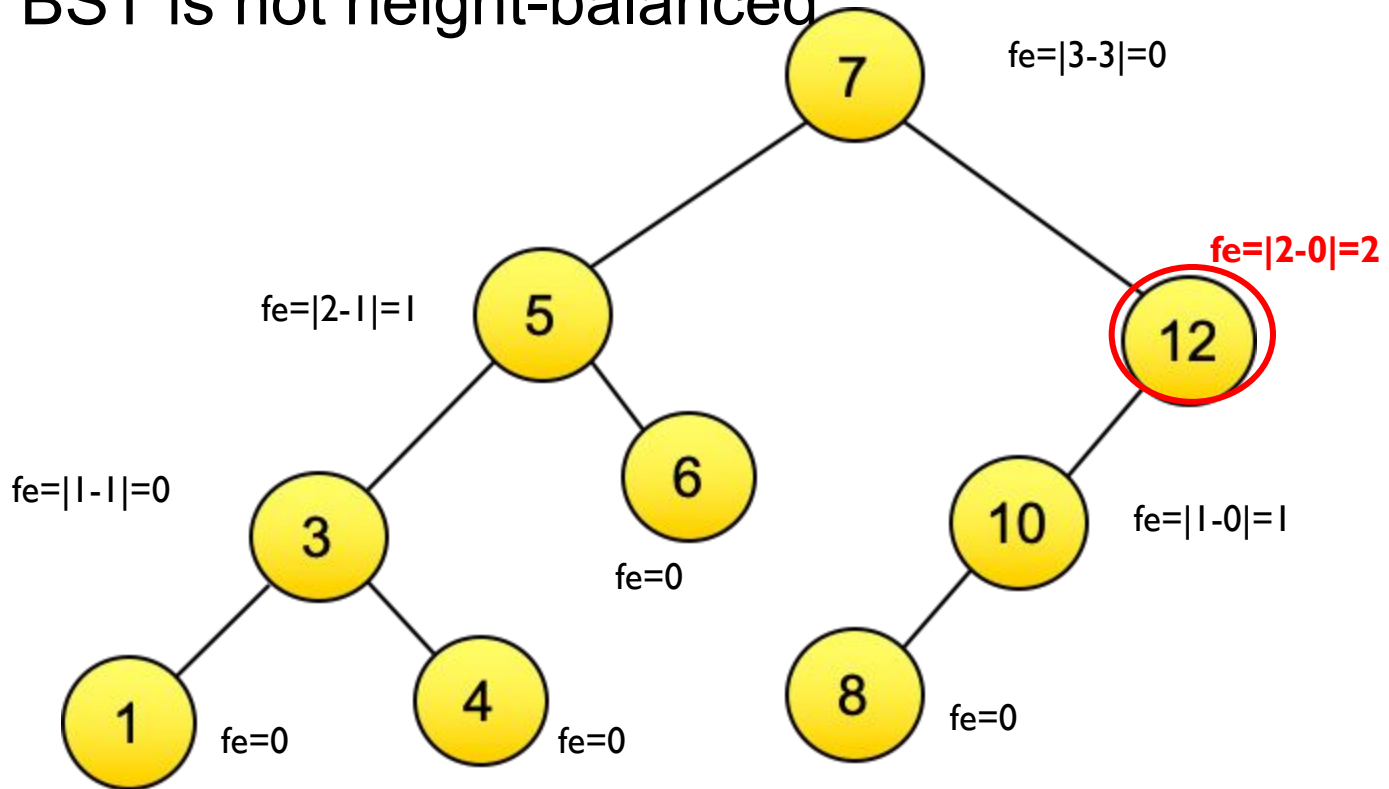 BST is not height-balanced
7
fe=|3-3|=0
fe=|2-0|=2
fe=|2-1|=1
5
12
6
fe=|1-1|=0
3
10
fe=|1-0|=1
fe=0
1
fe=0
4
fe=0
8
fe=0